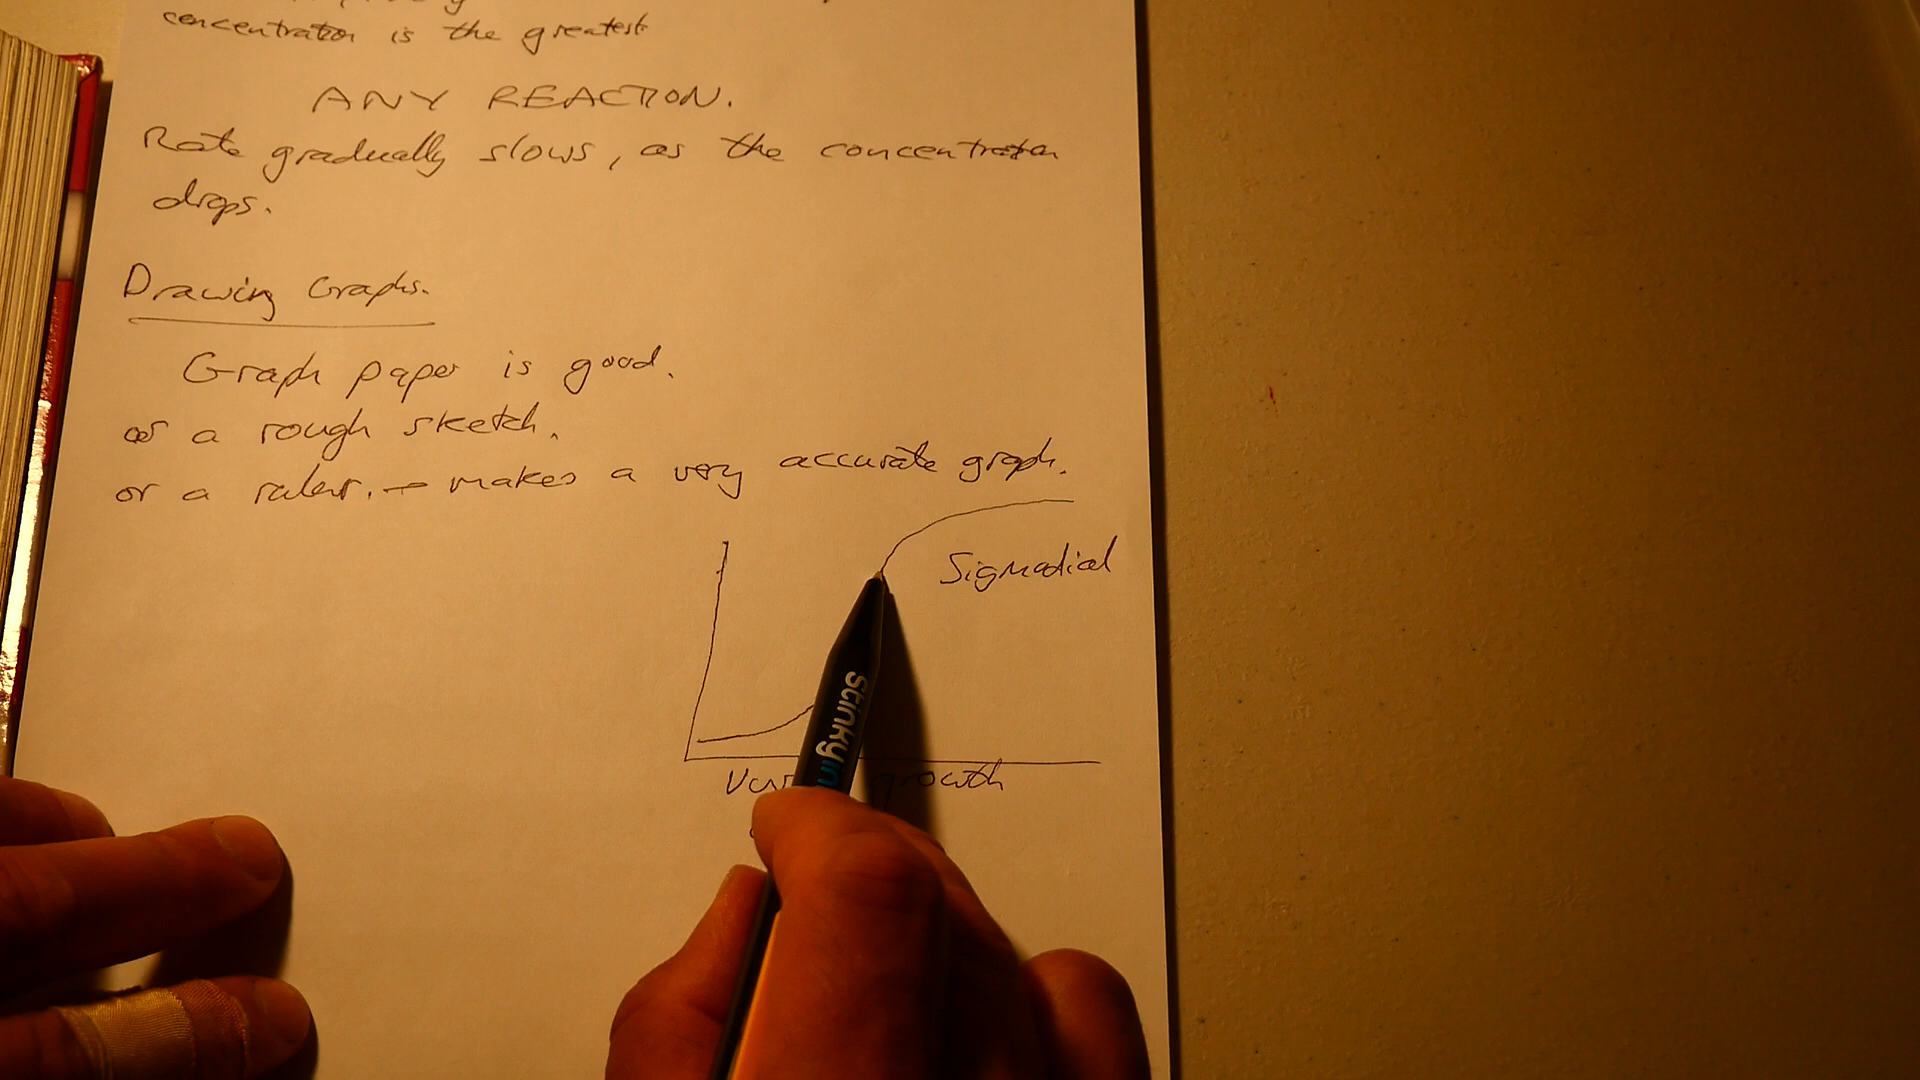 concentration is the greatest
ANY REACTION.
Rate gradually slows, as the concentration
drops.
Drawing Graphs.
Graph paper is good.
or a rough sketch.
or a ruler. → makes a very accurate graph.
Sigmodial
growth
stinkyin